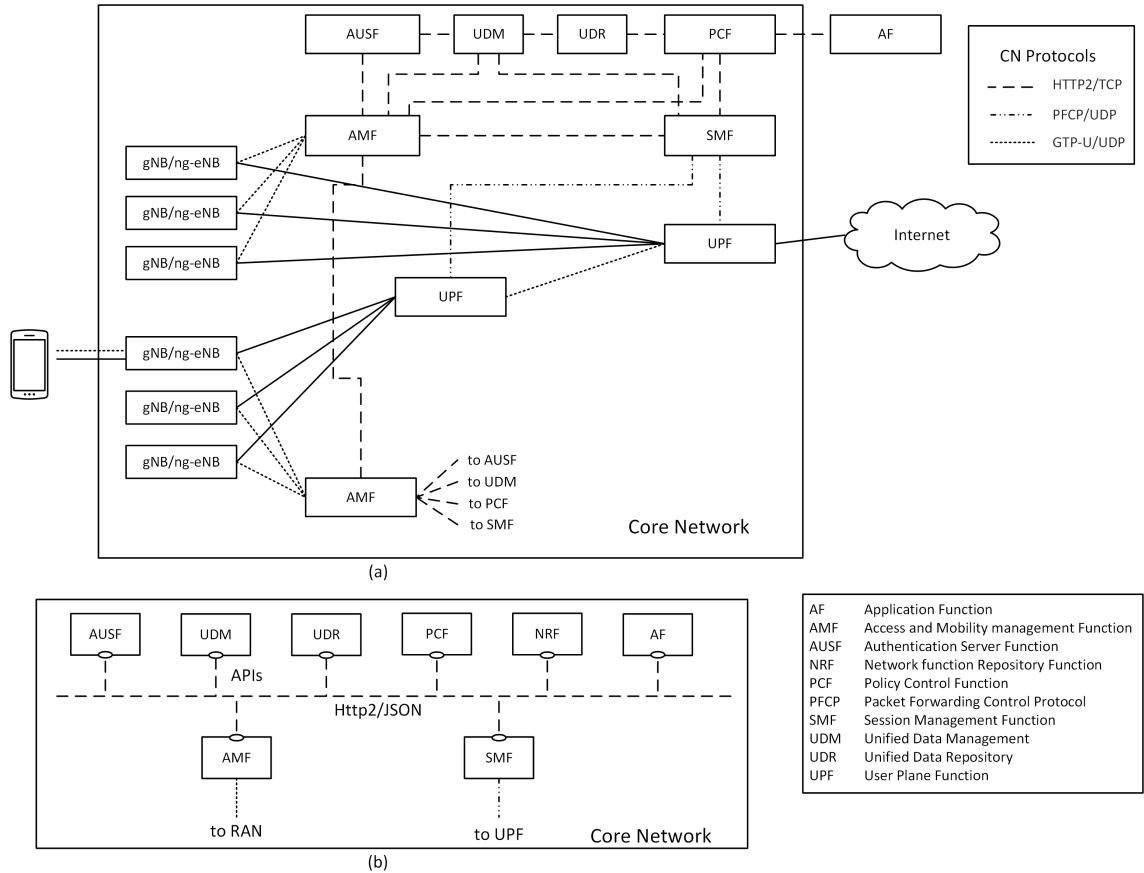 AUSF
UDM
UDR
PCF
AF
CN Protocols
HTTP2/TCP
PFCP/UDP
GTP-U/UDP
AMF
SMF
gNB/ng-eNB
gNB/ng-eNB
gNB/ng-eNB
UPF
Internet
UPF
gNB/ng-eNB
gNB/ng-eNB
gNB/ng-eNB
AMF
to AUSF
to UDM
to PCF
to SMF
Core Network
(a)
AUSF
UDM
UDR
PCF
NRF
AF
APIs
Http2/JSON
AMF
SMF
to RAN
to UPF
Core Network
(b)
AF Application Function
AMF Access and Mobility management Function
AUSF Authentication Server Function
NRF Network function Repository Function
PCF Policy Control Function
PFCP Packet Forwarding Control Protocol
SMF Session Management Function
UDM Unified Data Management
UDR Unified Data Repository
UPF User Plane Function